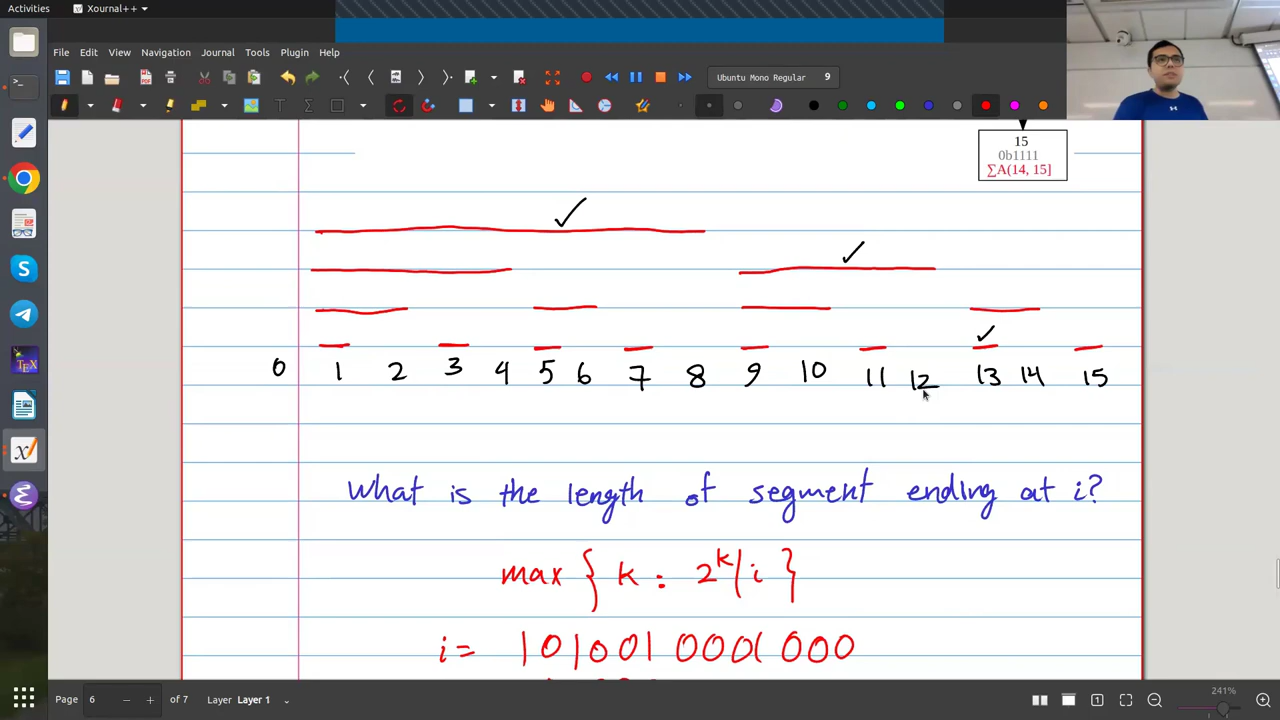 Activities Xournal++
File Edit View Navigation Journal Tools Plugin Help
Ubuntu Mono Regular 9
15
0b1111
∑A(14, 15]
0 1 2 3 4 5 6 7 8 9 10 11 12 13 14 15
What is the length of segment ending at i?
max { k : 2^k | i }
i = 1010010001000
Page 6 of 7 Layer Layer 1 241%